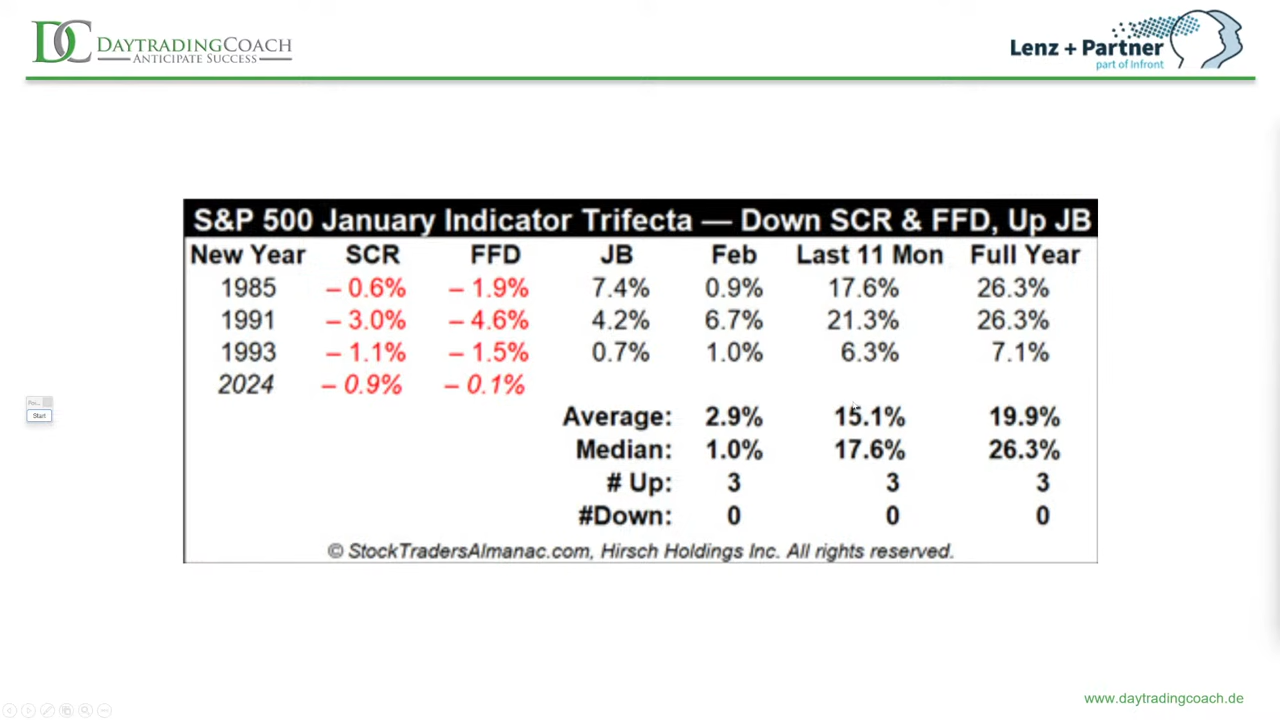 DC DAYTRADINGCOACH
ANTICIPATE SUCCESS
Lenz + Partner
part of Infront
S&P 500 January Indicator Trifecta — Down SCR & FFD, Up JB
New Year SCR FFD JB Feb Last 11 Mon Full Year
1985 – 0.6% – 1.9% 7.4% 0.9% 17.6% 26.3%
1991 – 3.0% – 4.6% 4.2% 6.7% 21.3% 26.3%
1993 – 1.1% – 1.5% 0.7% 1.0% 6.3% 7.1%
2024 – 0.9% – 0.1%
Average: 2.9% 15.1% 19.9%
Median: 1.0% 17.6% 26.3%
# Up: 3 3 3
#Down: 0 0 0
© StockTradersAlmanac.com, Hirsch Holdings Inc. All rights reserved.
Start
www.daytradingcoach.de